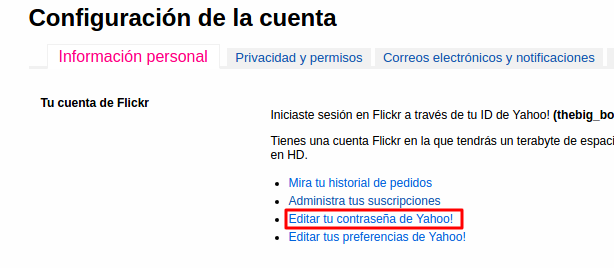 Configuración de la cuenta
Información personal Privacidad y permisos Correos electrónicos y notificaciones
Tu cuenta de Flickr
Iniciaste sesión en Flickr a través de tu ID de Yahoo!
Tienes una cuenta Flickr en la que tendrás un terabyte de
en HD.
Mira tu historial de pedidos
Administra tus suscripciones
Editar tu contraseña de Yahoo!
Editar tus preferencias de Yahoo!